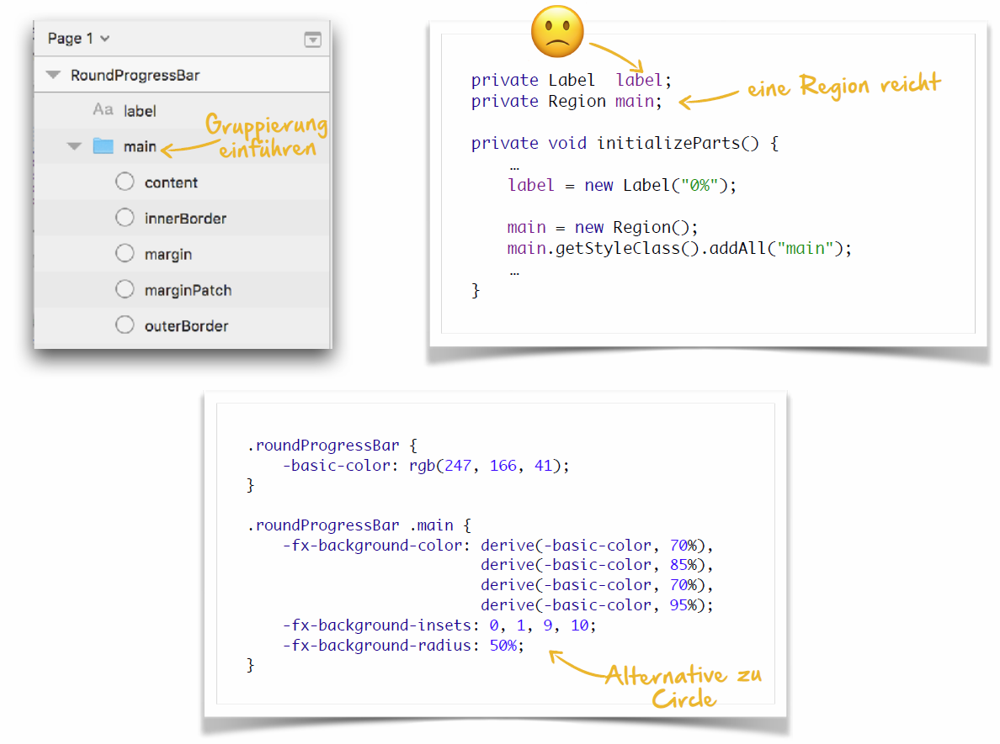 Page 1
RoundProgressBar
Aa label
main
Gruppierung
einführen
content
innerBorder
margin
marginPatch
outerBorder
private Label  label;
private Region main;
eine Region reicht
private void initializeParts() {
…
label = new Label("0%");
main = new Region();
main.getStyleClass().addAll("main");
…
}
.roundProgressBar {
-basic-color: rgb(247, 166, 41);
}
.roundProgressBar .main {
-fx-background-color: derive(-basic-color, 70%),
derive(-basic-color, 85%),
derive(-basic-color, 70%),
derive(-basic-color, 95%);
-fx-background-insets: 0, 1, 9, 10;
-fx-background-radius: 50%;
}
Alternative zu
Circle